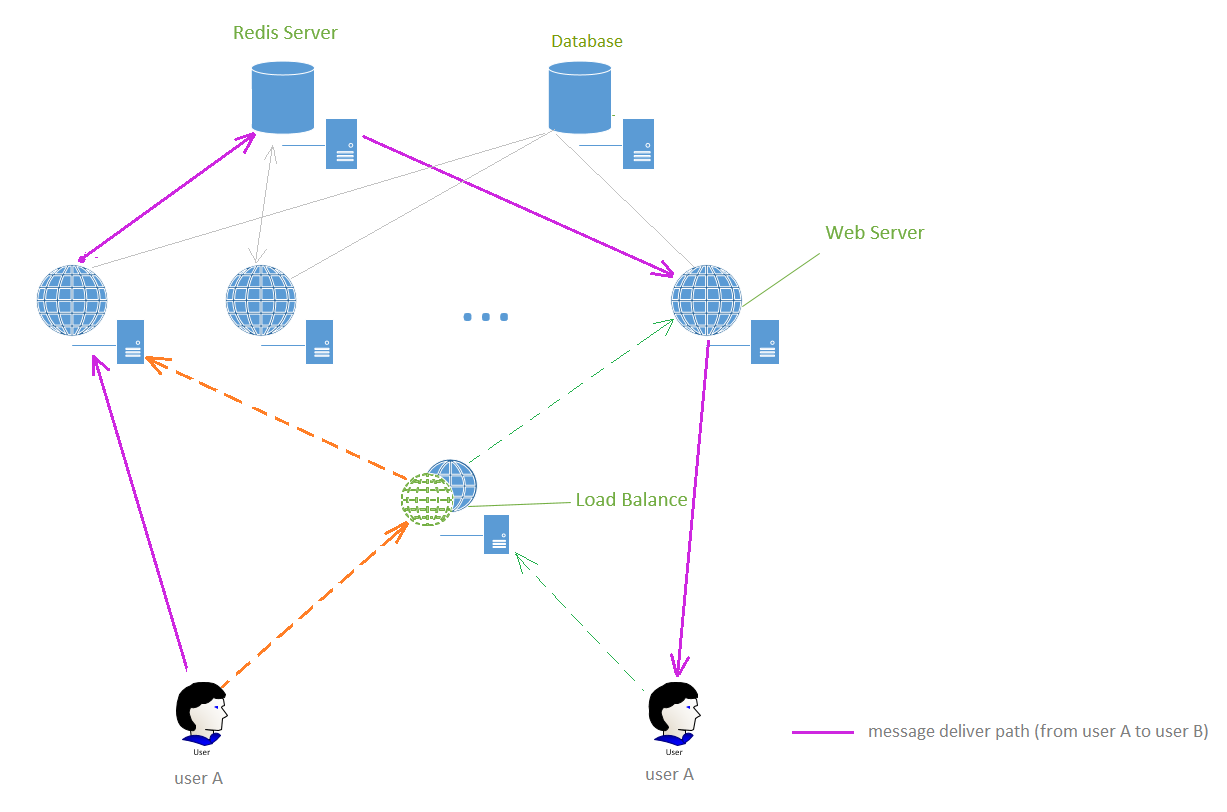 Redis Server
Database
Web Server
Load Balance
User
User
message deliver path (from user A to user B)
user A
user A